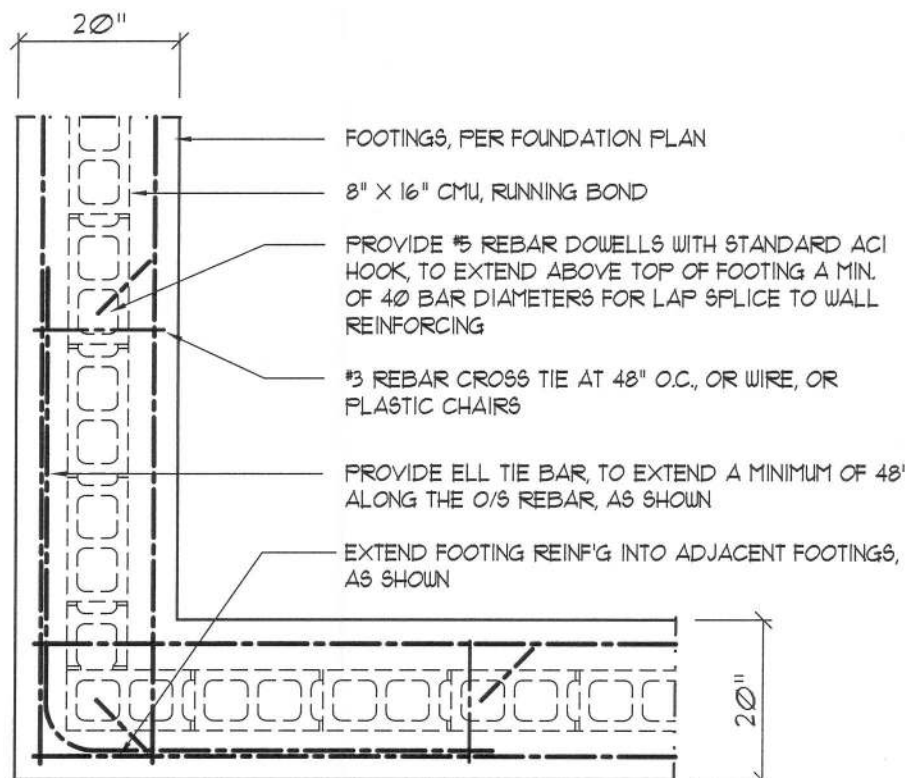 20"
FOOTINGS, PER FOUNDATION PLAN
8" X 16" CMU, RUNNING BOND
PROVIDE #5 REBAR DOWELLS WITH STANDARD ACI
HOOK, TO EXTEND ABOVE TOP OF FOOTING A MIN.
OF 40 BAR DIAMETERS FOR LAP SPLICE TO WALL
REINFORCING
#3 REBAR CROSS TIE AT 48" O.C., OR WIRE, OR
PLASTIC CHAIRS
PROVIDE ELL TIE BAR, TO EXTEND A MINIMUM OF 48"
ALONG THE O/S REBAR, AS SHOWN
EXTEND FOOTING REINF'G INTO ADJACENT FOOTINGS,
AS SHOWN
20"